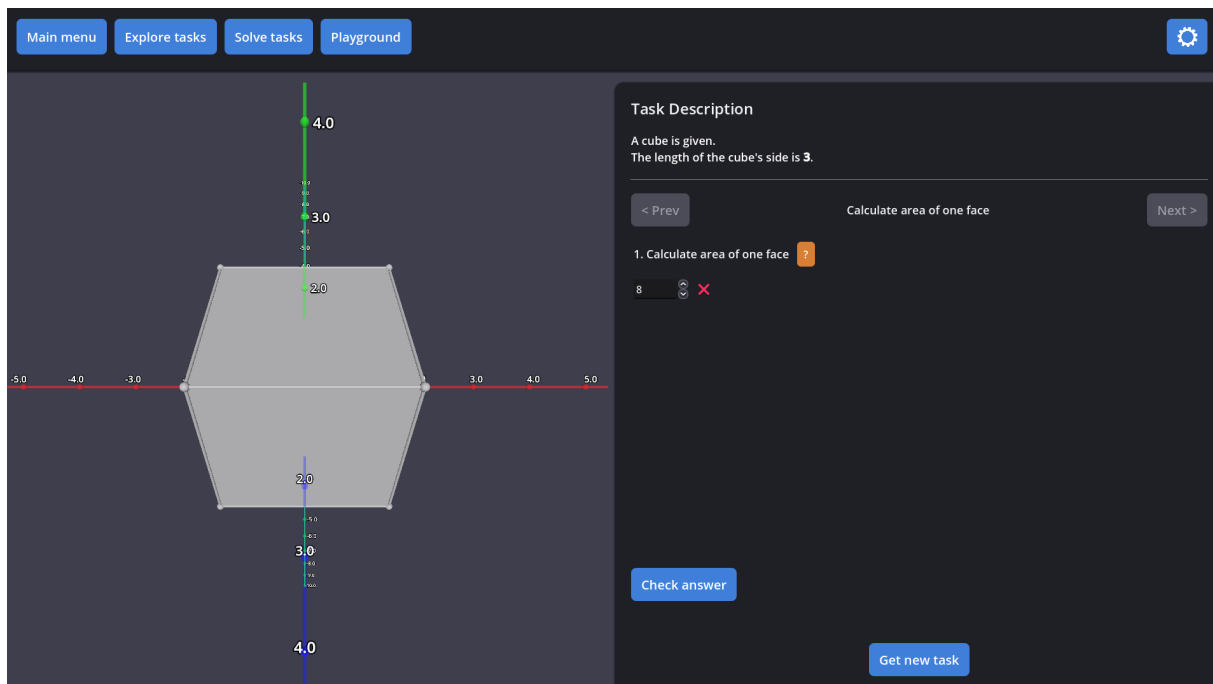 Main menu
Explore tasks
Solve tasks
Playground
4.0
3.0
2.0
-5.0
-4.0
-3.0
3.0
4.0
5.0
2.0
3.0
4.0
Task Description
A cube is given.
The length of the cube's side is 3.
< Prev
Calculate area of one face
Next >
1. Calculate area of one face ?
8
Check answer
Get new task